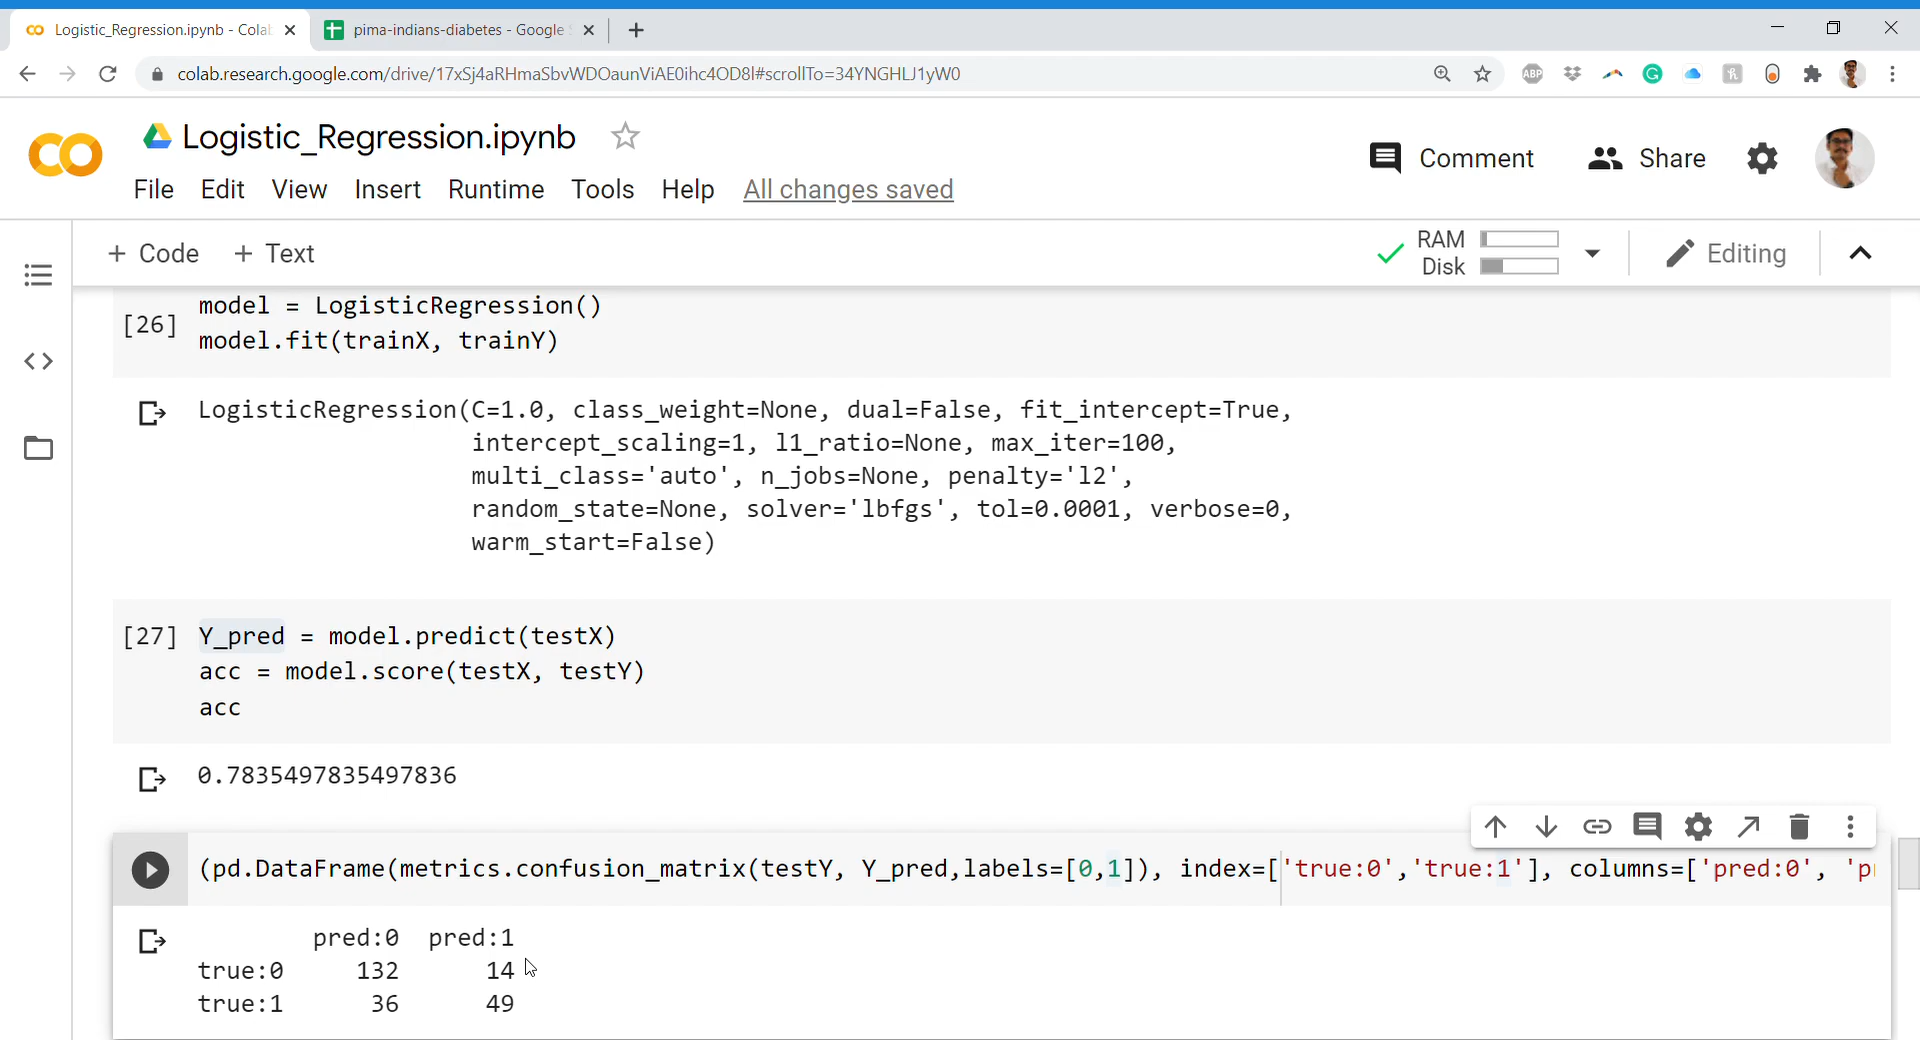 Logistic_Regression.ipynb - Cola
pima-indians-diabetes - Google S
colab.research.google.com/drive/17xSj4aRHmaSbvWDOaunViAE0ihc4OD8l#scrollTo=34YNGHLJ1yW0
ABP
Logistic_Regression.ipynb
Comment
Share
File Edit View Insert Runtime Tools Help All changes saved
+ Code + Text
RAM
Disk
Editing
[26]
model = LogisticRegression()
model.fit(trainX, trainY)
LogisticRegression(C=1.0, class_weight=None, dual=False, fit_intercept=True,
intercept_scaling=1, l1_ratio=None, max_iter=100,
multi_class='auto', n_jobs=None, penalty='l2',
random_state=None, solver='lbfgs', tol=0.0001, verbose=0,
warm_start=False)
[27] Y_pred = model.predict(testX)
acc = model.score(testX, testY)
acc
0.7835497835497836
(pd.DataFrame(metrics.confusion_matrix(testY, Y_pred,labels=[0,1]), index=['true:0','true:1'], columns=['pred:0', 'pr
pred:0 pred:1
true:0 132 14
true:1 36 49